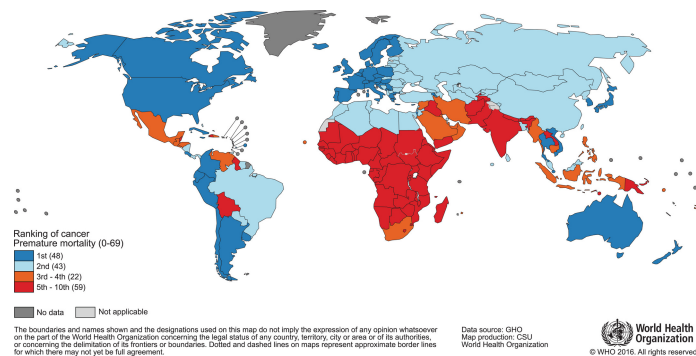 Ranking of cancer
Premature mortality (0-69)
1st (48)
2nd (43)
3rd - 4th (22)
5th - 10th (59)
No data
Not applicable
The boundaries and names shown and the designations used on this map do not imply the expression of any opinion whatsoever
on the part of the World Health Organization concerning the legal status of any country, territory, city or area or of its authorities,
or concerning the delimitation of its frontiers or boundaries. Dotted and dashed lines on maps represent approximate border lines
for which there may not yet be full agreement.
Data source: GHO
Map production: CSU
World Health Organization
World Health
Organization
© WHO 2016. All rights reserved